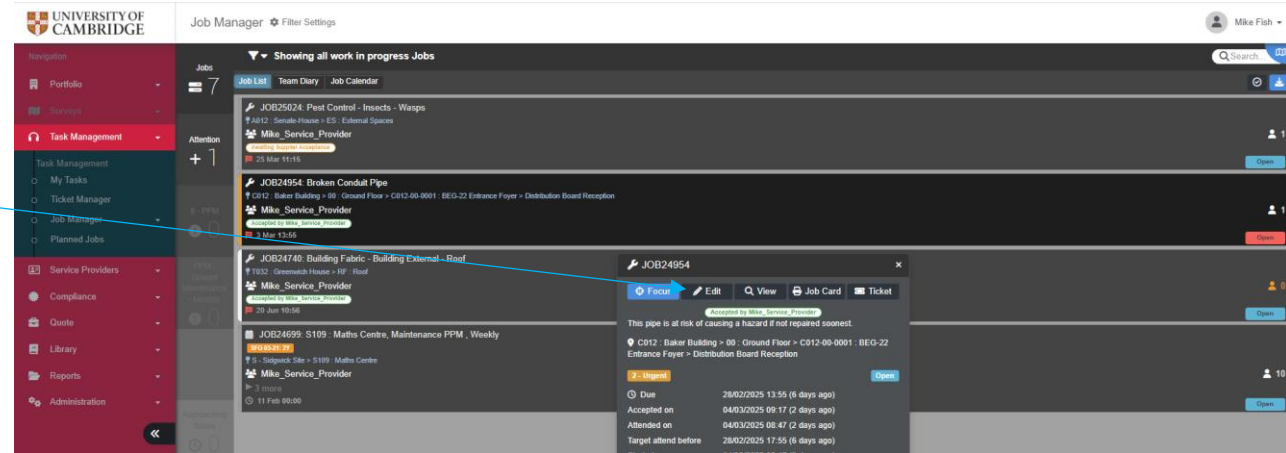 UNIVERSITY OF
CAMBRIDGE
Job Manager Filter Settings
Mike Fish
Navigation
Portfolio
Surveys
Task Management
Task Management
My Tasks
Ticket Manager
Job Manager
Planned Jobs
Service Providers
Compliance
Quote
Library
Reports
Administration
Jobs
7
Attention
+ 1
8 - PPM
0
0
0
Showing all work in progress Jobs
Search
Job List Team Diary Job Calendar
JOB25024: Pest Control - Insects - Wasps
A012 : Senate-House > ES : External Spaces
Mike_Service_Provider
Awaiting Supplier Acceptance
25 Mar 11:15
1
Open
JOB24954: Broken Conduit Pipe
C012 : Baker Building > 00 : Ground Floor > C012-00-0001 : BEG-22 Entrance Foyer > Distribution Board Reception
Mike_Service_Provider
Accepted by Mike_Service_Provider
3 Mar 13:55
1
Open
JOB24740: Building Fabric - Building External - Roof
T032 : Greenwich House > RF : Roof
Mike_Service_Provider
Accepted by Mike_Service_Provider
20 Jun 10:56
0
Open
JOB24699: S109 : Maths Centre, Maintenance PPM , Weekly
S - Sidgwick Site > S109 : Maths Centre
Mike_Service_Provider
3 more
11 Feb 00:00
10
Open
JOB24954 ×
Focus Edit View Job Card Ticket
Accepted by Mike_Service_Provider
This pipe is at risk of causing a hazard if not repaired soonest.
C012 : Baker Building > 00 : Ground Floor > C012-00-0001 : BEG-22
Entrance Foyer > Distribution Board Reception
2 - Urgent Open
Due 28/02/2025 13:55 (6 days ago)
Accepted on 04/03/2025 09:17 (2 days ago)
Attended on 04/03/2025 08:47 (2 days ago)
Target attend before 28/02/2025 17:55 (6 days ago)